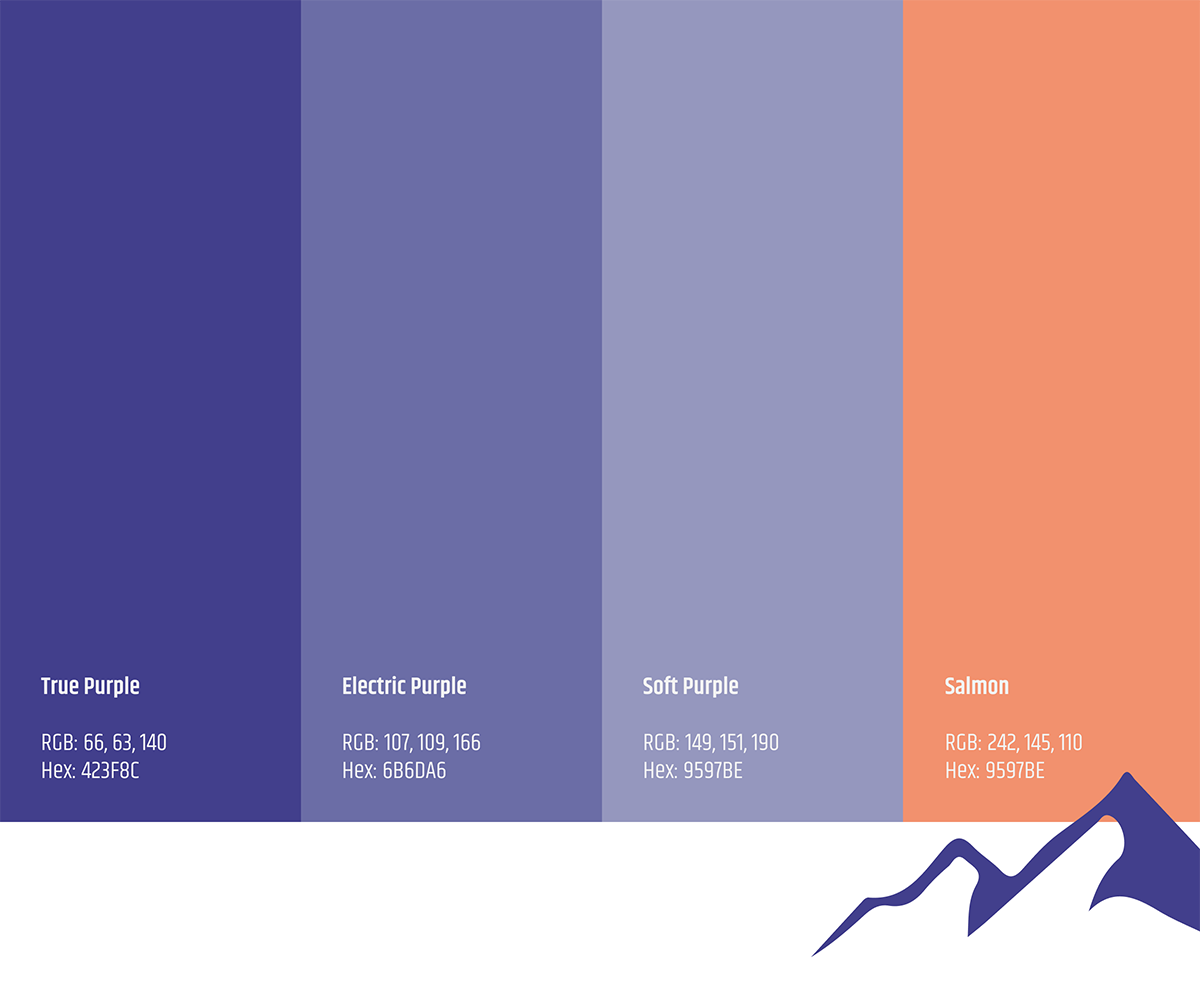 True Purple
RGB: 66, 63, 140
Hex: 423F8C
Electric Purple
RGB: 107, 109, 166
Hex: 6B6DA6
Soft Purple
RGB: 149, 151, 190
Hex: 9597BE
Salmon
RGB: 242, 145, 110
Hex: 9597BE